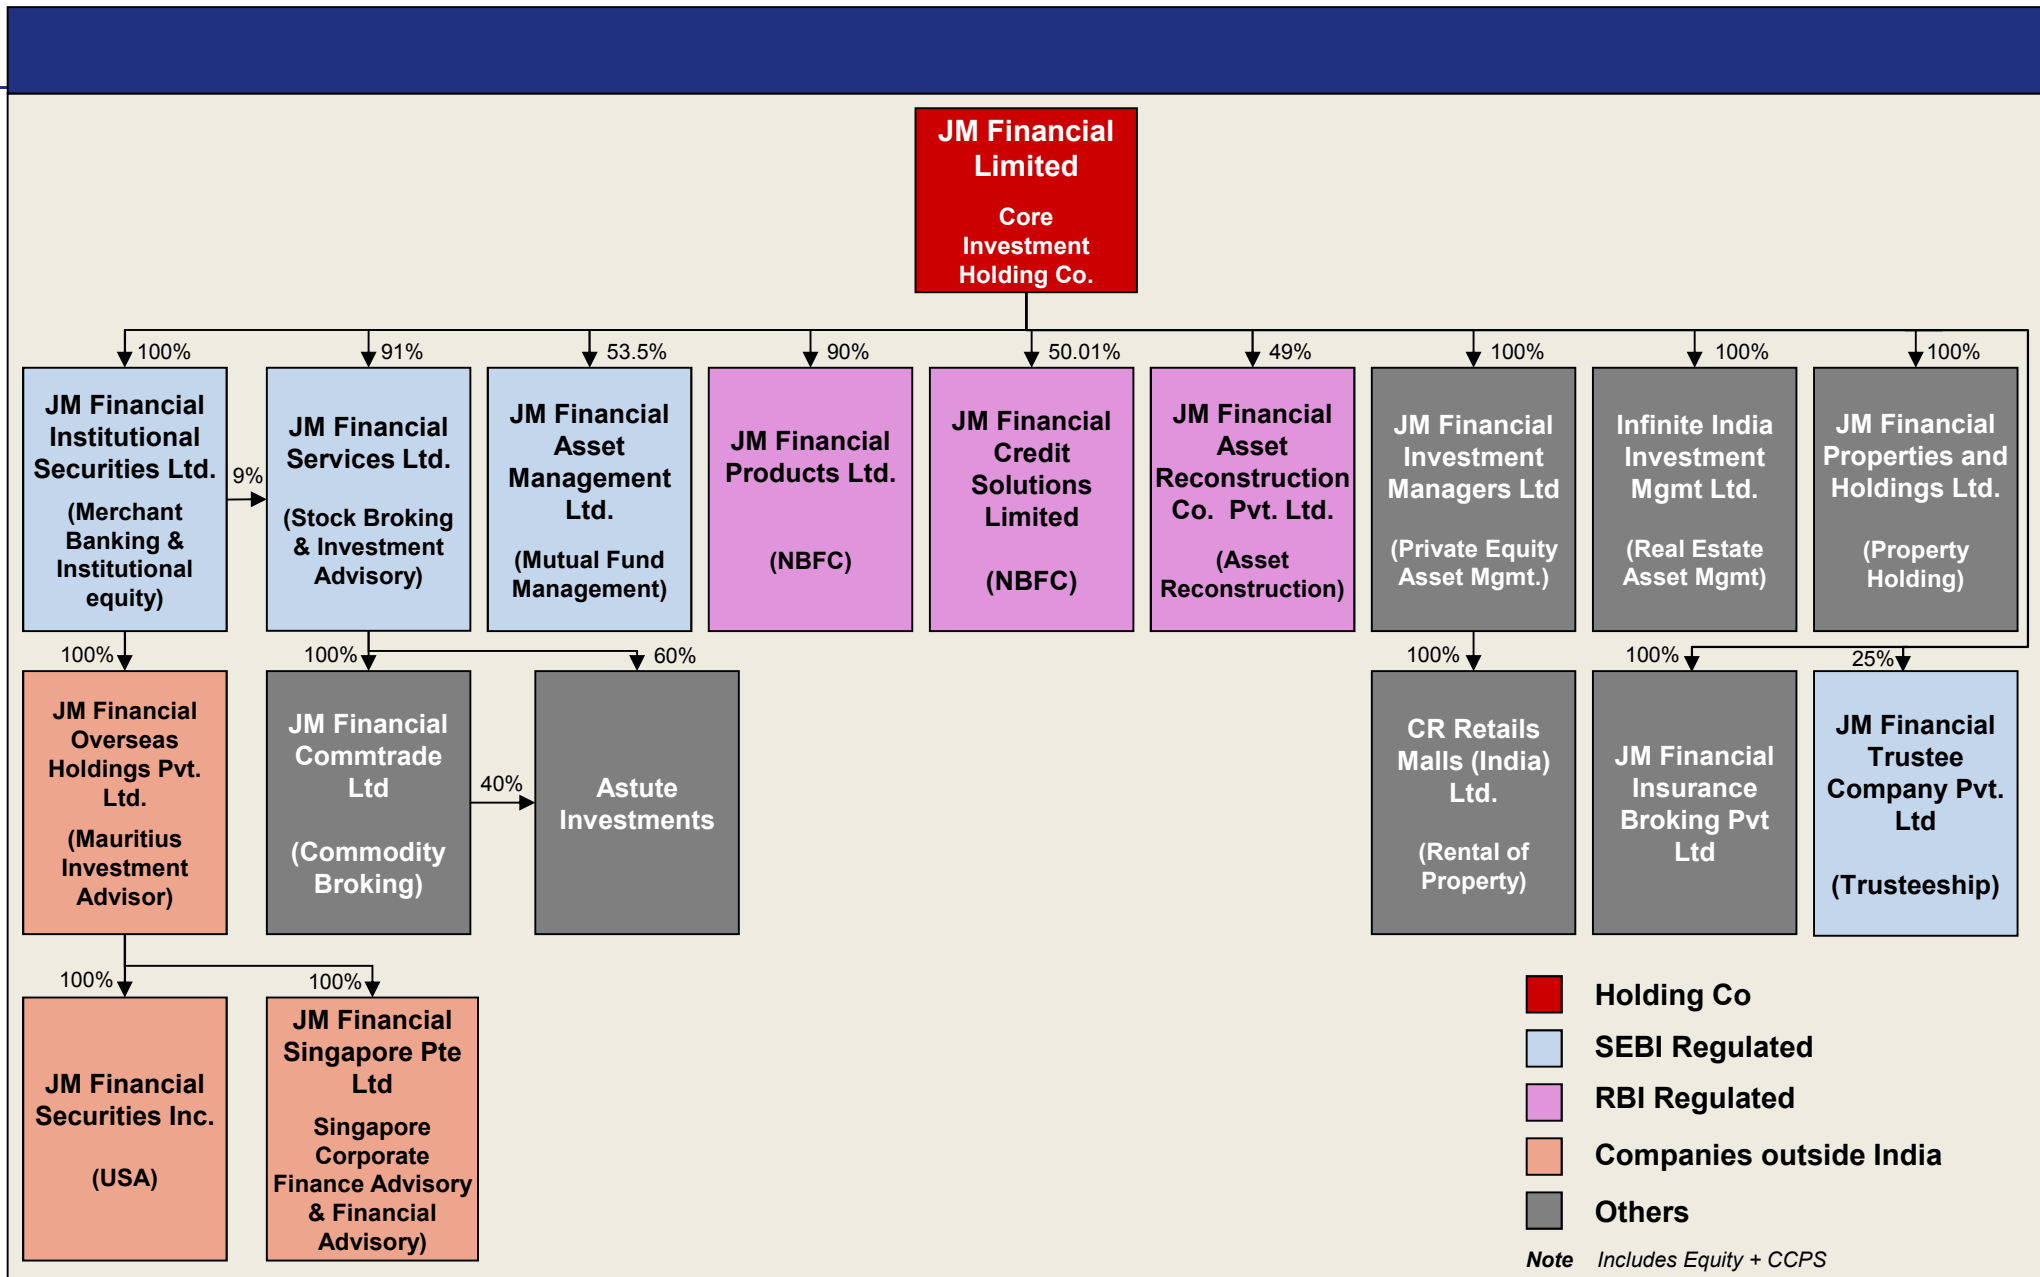 JM Financial
Limited
Core
Investment
Holding Co.
100%
91%
53.5%
90%
50.01%
49%
100%
100%
100%
JM Financial
Institutional
Securities Ltd.
(Merchant
Banking &
Institutional
equity)
9%
JM Financial
Services Ltd.
(Stock Broking
& Investment
Advisory)
JM Financial
Asset
Management
Ltd.
(Mutual Fund
Management)
JM Financial
Products Ltd.
(NBFC)
JM Financial
Credit
Solutions
Limited
(NBFC)
JM Financial
Asset
Reconstruction
Co. Pvt. Ltd.
(Asset
Reconstruction)
JM Financial
Investment
Managers Ltd
(Private Equity
Asset Mgmt.)
Infinite India
Investment
Mgmt Ltd.
(Real Estate
Asset Mgmt)
JM Financial
Properties and
Holdings Ltd.
(Property
Holding)
100%
100%
60%
100%
100%
25%
JM Financial
Overseas
Holdings Pvt.
Ltd.
(Mauritius
Investment
Advisor)
JM Financial
Commtrade
Ltd
(Commodity
Broking)
40%
Astute
Investments
CR Retails
Malls (India)
Ltd.
(Rental of
Property)
JM Financial
Insurance
Broking Pvt
Ltd
JM Financial
Trustee
Company Pvt.
Ltd
(Trusteeship)
100%
100%
JM Financial
Securities Inc.
(USA)
JM Financial
Singapore Pte
Ltd
Singapore
Corporate
Finance Advisory
& Financial
Advisory)
Holding Co
SEBI Regulated
RBI Regulated
Companies outside India
Others
Note Includes Equity + CCPS